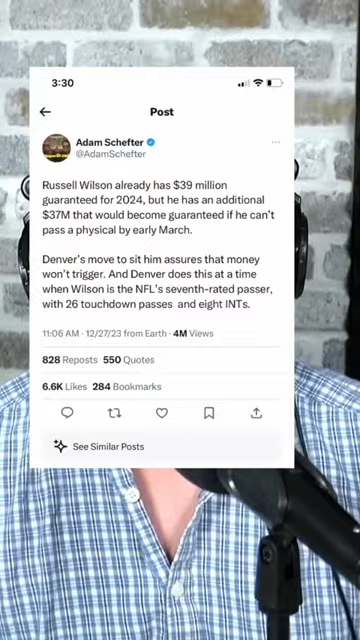 3:30
Post
Adam Schefter
@AdamSchefter
Russell Wilson already has $39 million
guaranteed for 2024, but he has an additional
$37M that would become guaranteed if he can't
pass a physical by early March.
Denver's move to sit him assures that money
won't trigger. And Denver does this at a time
when Wilson is the NFL's seventh-rated passer,
with 26 touchdown passes and eight INTs.
11:06 AM · 12/27/23 from Earth · 4M Views
828 Reposts 550 Quotes
6.6K Likes 284 Bookmarks
See Similar Posts